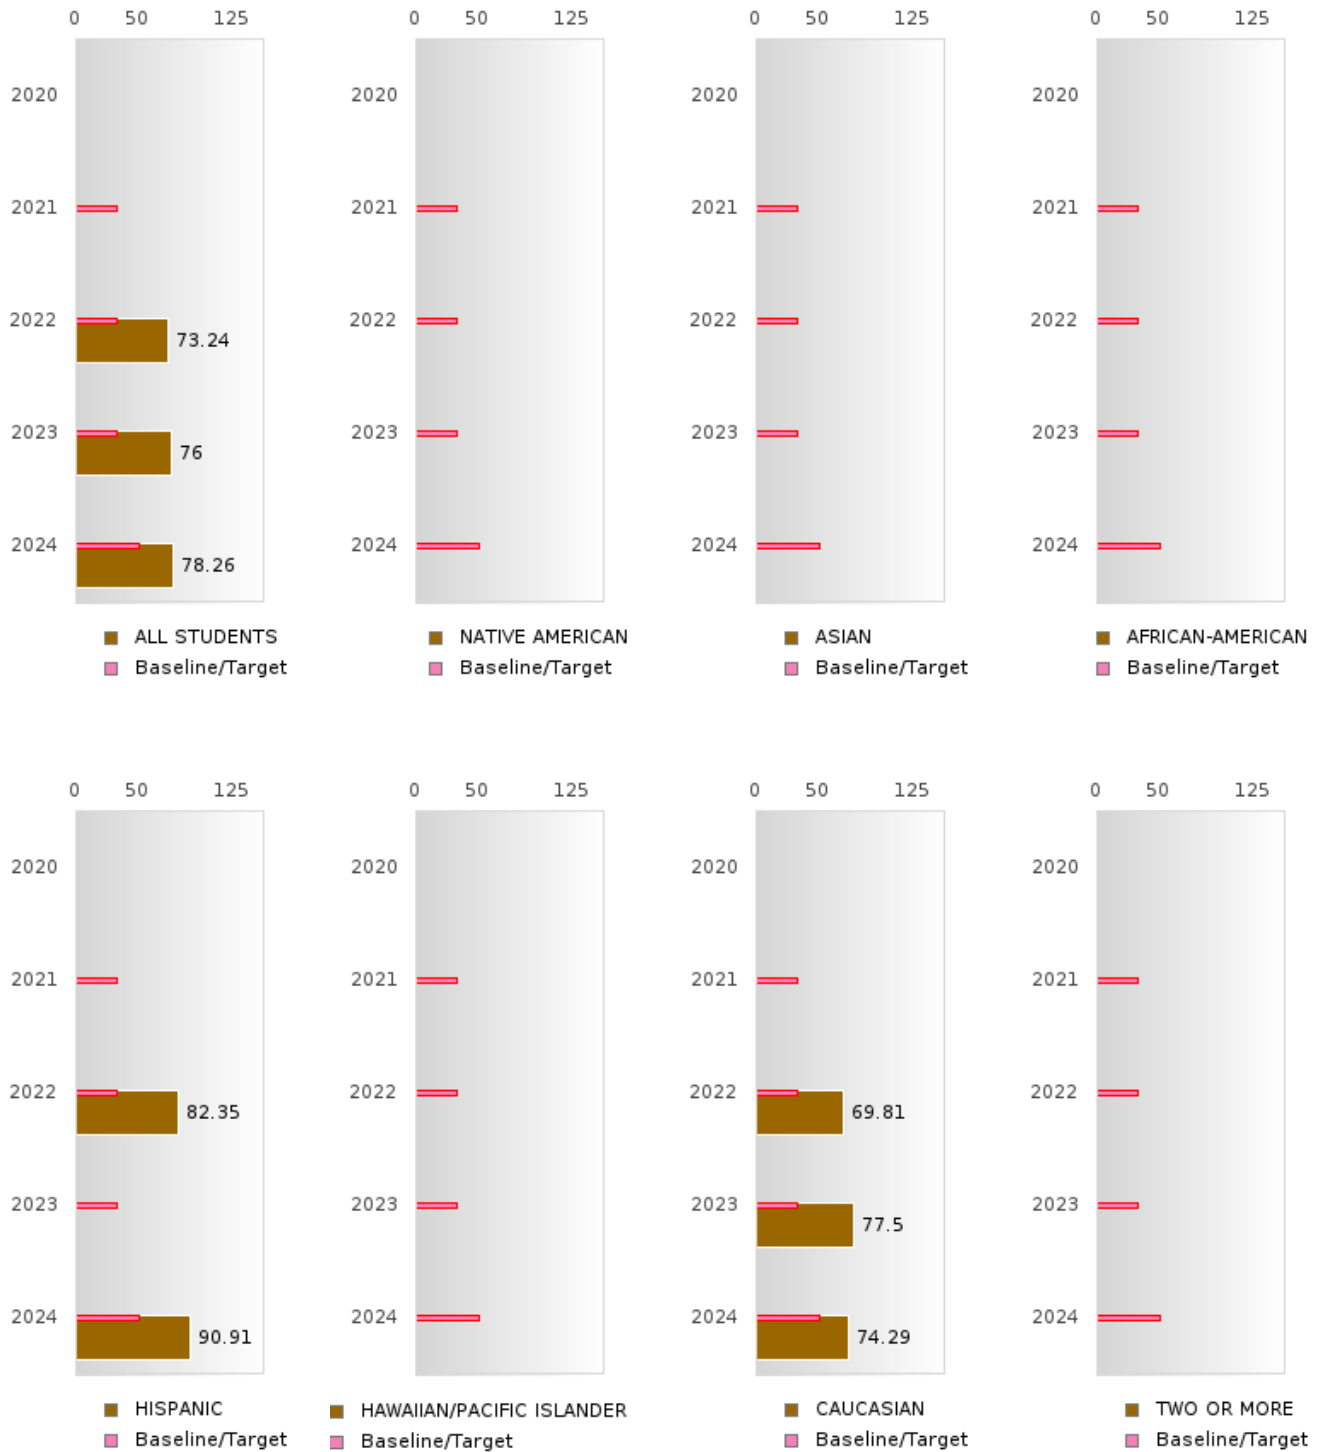 0 50 125 0 50 125 0 50 125 0 50 125
2020 2020 2020 2020
2021 2021 2021 2021
2022 2022 2022 2022
73.24
2023 2023 2023 2023
76
2024 2024 2024 2024
78.26
ALL STUDENTS NATIVE AMERICAN ASIAN AFRICAN-AMERICAN
Baseline/Target Baseline/Target Baseline/Target Baseline/Target
0 50 125 0 50 125 0 50 125 0 50 125
2020 2020 2020 2020
2021 2021 2021 2021
2022 2022 2022 2022
82.35 69.81
2023 2023 2023 2023
77.5
2024 2024 2024 2024
90.91 74.29
HISPANIC HAWAIIAN/PACIFIC ISLANDER CAUCASIAN TWO OR MORE
Baseline/Target Baseline/Target Baseline/Target Baseline/Target